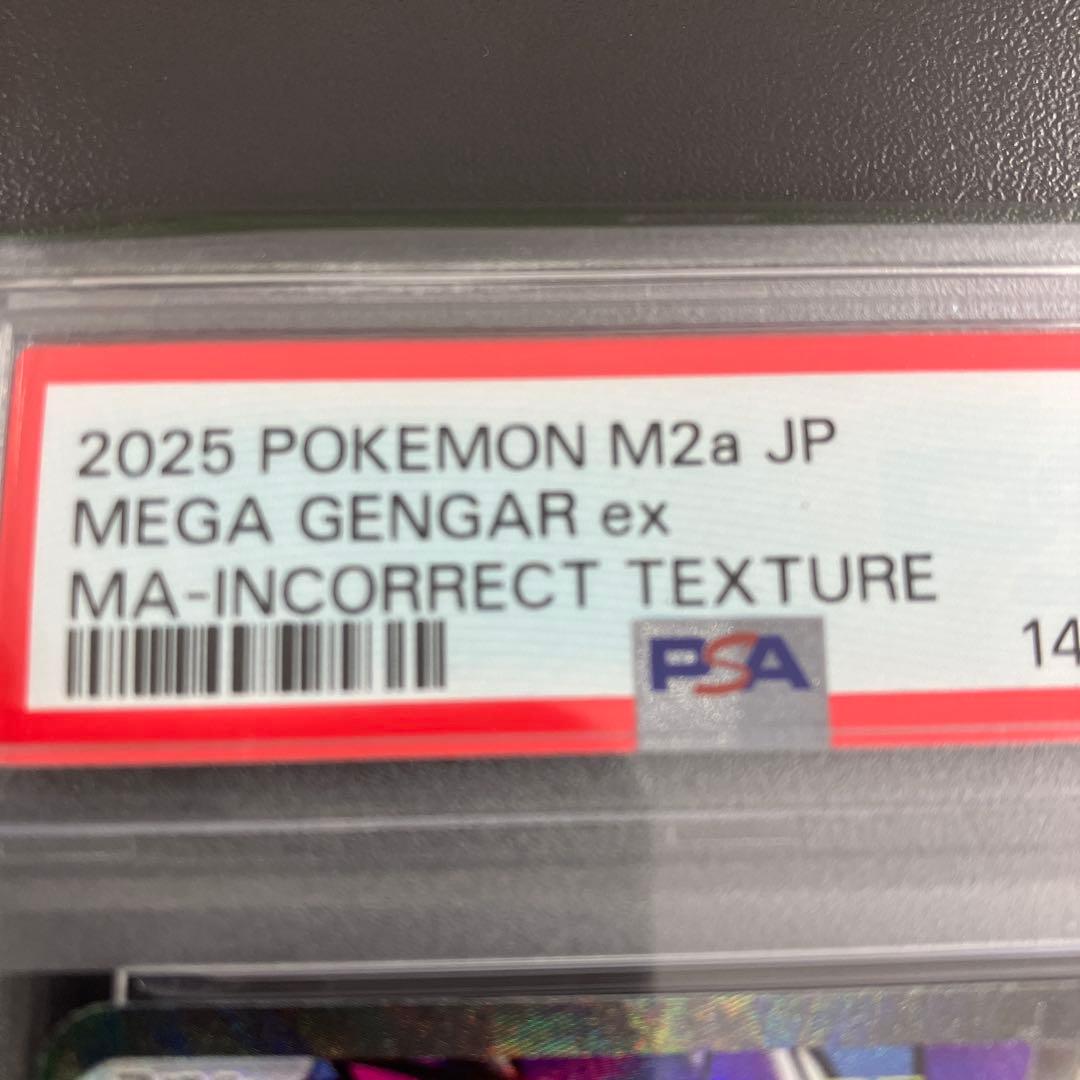 2025 POKEMON M2a JP
MEGA GENGAR ex
MA-INCORRECT TEXTURE
PSA
14